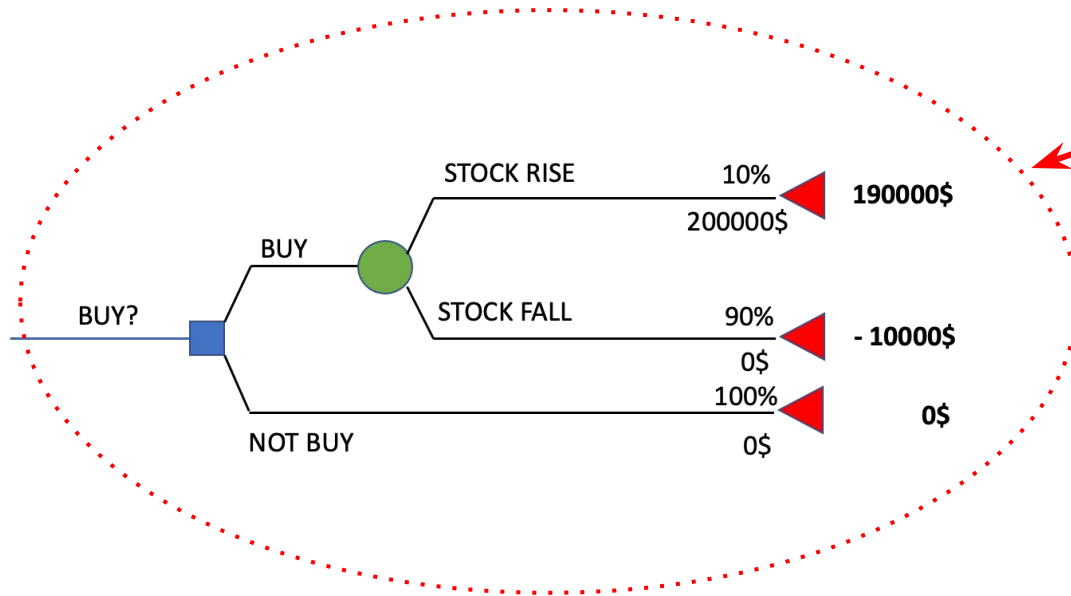 STOCK RISE
10%
190000$
200000$
BUY
BUY?
STOCK FALL
90%
- 10000$
0$
100%
0$
NOT BUY
0$